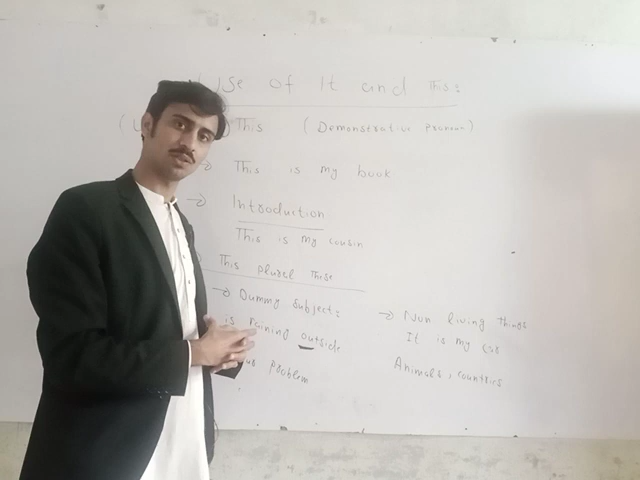 Use of It and This:
This (Demonstrative Pronoun)
→ This is my book
→ Introduction
This is my cousin
This plural these
→ Dummy Subject:
is raining outside
Problem
→ Non living things
It is my car
Animals, countries